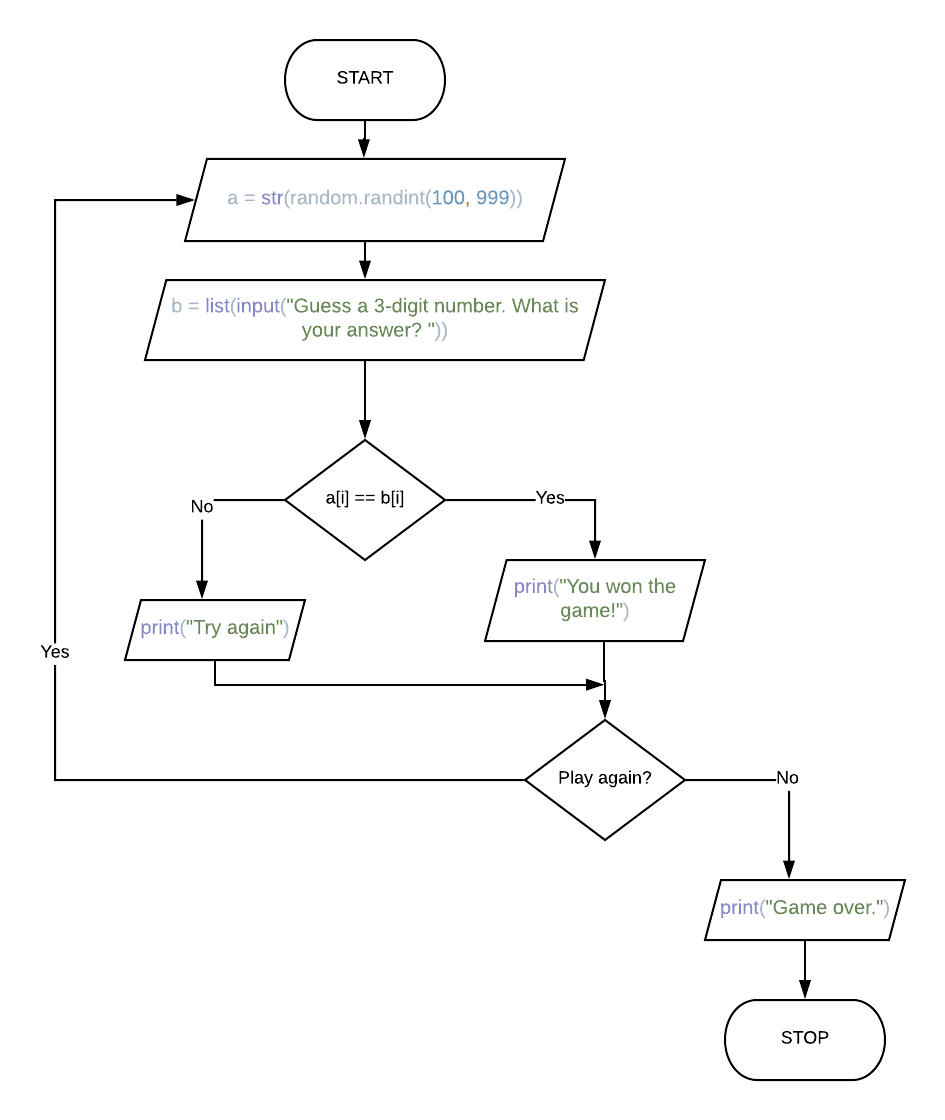 START
a = str(random.randint(100, 999))
b = list(input("Guess a 3-digit number. What is
your answer? "))
a[i] == b[i]
No
Yes
print("You won the
game!")
print("Try again")
Yes
Play again?
No
print("Game over.")
STOP